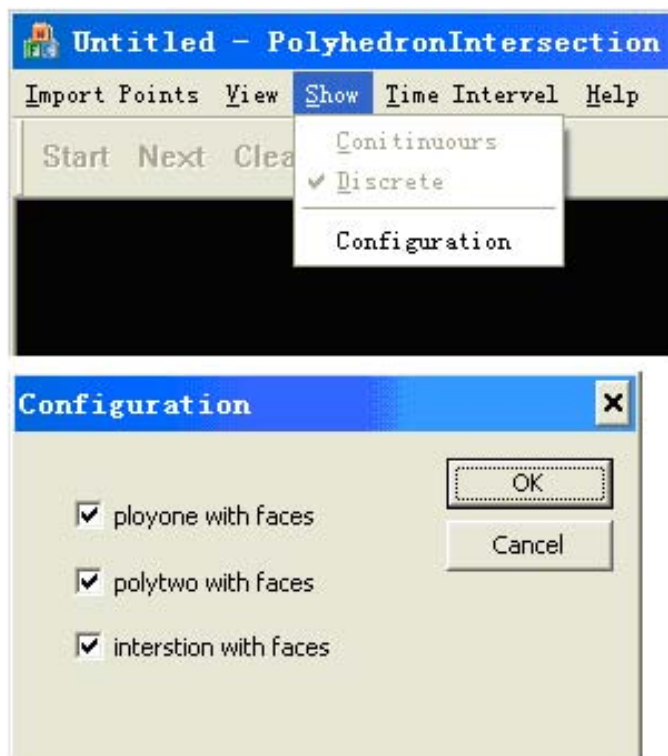 Untitled - PolyhedronIntersection
Import Points View Show Time Intervel Help
Start Next Clea
Conitinuours
Discrete
Configuration
Configuration
OK
ployone with faces
Cancel
polytwo with faces
interstion with faces